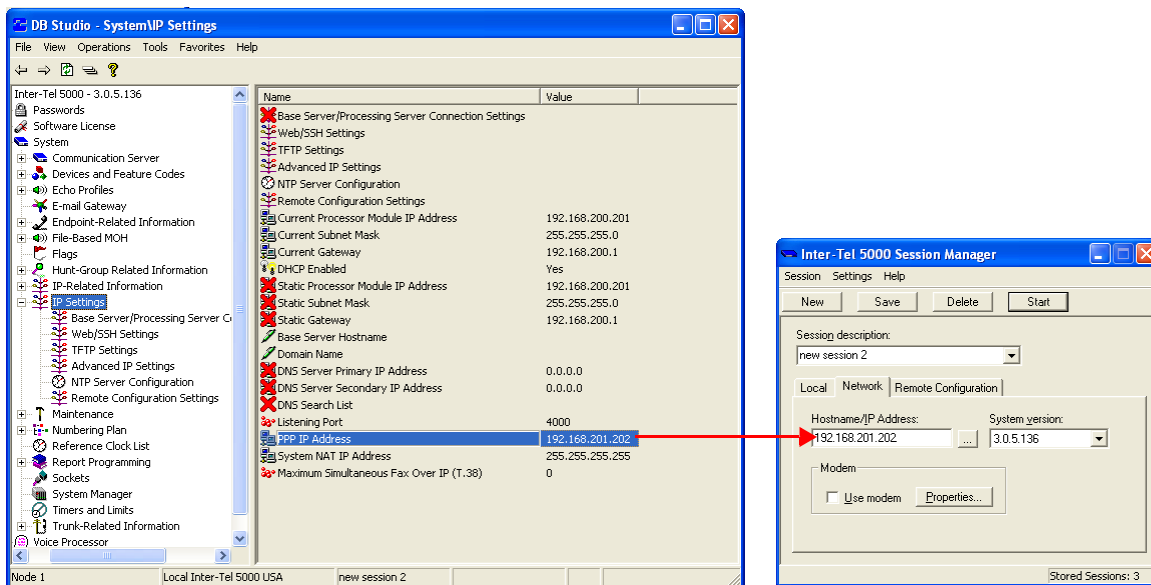 DB Studio - System\IP Settings
File View Operations Tools Favorites Help
Inter-Tel 5000 - 3.0.5.136
Passwords
Software License
System
Communication Server
Devices and Feature Codes
Echo Profiles
E-mail Gateway
Endpoint-Related Information
File-Based MOH
Flags
Hunt-Group Related Information
IP-Related Information
IP Settings
Base Server/Processing Server C
Web/SSH Settings
TFTP Settings
Advanced IP Settings
NTP Server Configuration
Remote Configuration Settings
Maintenance
Numbering Plan
Reference Clock List
Report Programming
Sockets
System Manager
Timers and Limits
Trunk-Related Information
Voice Processor
Name Value
Base Server/Processing Server Connection Settings
Web/SSH Settings
TFTP Settings
Advanced IP Settings
NTP Server Configuration
Remote Configuration Settings
Current Processor Module IP Address 192.168.200.201
Current Subnet Mask 255.255.255.0
Current Gateway 192.168.200.1
DHCP Enabled Yes
Static Processor Module IP Address 192.168.200.201
Static Subnet Mask 255.255.255.0
Static Gateway 192.168.200.1
Base Server Hostname
Domain Name
DNS Server Primary IP Address 0.0.0.0
DNS Server Secondary IP Address 0.0.0.0
DNS Search List
Listening Port 4000
PPP IP Address 192.168.201.202
System NAT IP Address 255.255.255.255
Maximum Simultaneous Fax Over IP (T.38) 0
Node 1 Local Inter-Tel 5000 USA new session 2
Inter-Tel 5000 Session Manager
Session Settings Help
New Save Delete Start
Session description:
new session 2
Local Network Remote Configuration
Hostname/IP Address: System version:
192.168.201.202 ... 3.0.5.136
Modem
Use modem Properties...
Stored Sessions: 3